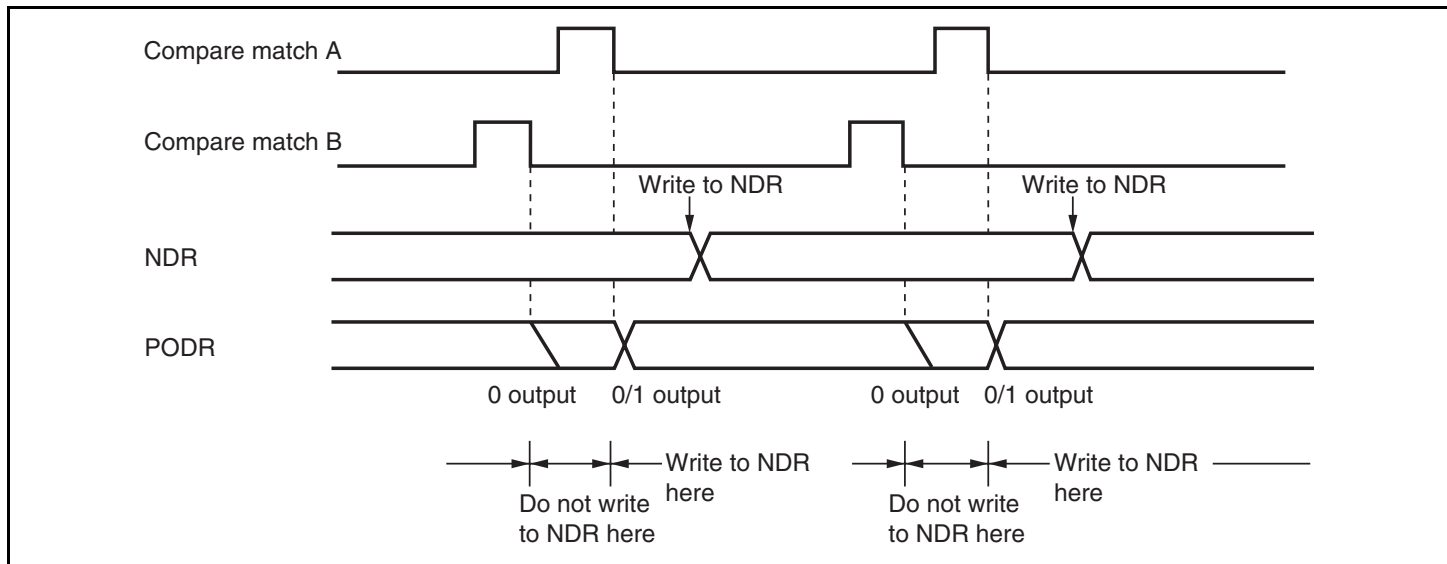 Compare match A
Compare match B
Write to NDR
Write to NDR
NDR
PODR
0 output
0/1 output
0 output
0/1 output
Write to NDR
here
Write to NDR
here
Do not write
to NDR here
Do not write
to NDR here